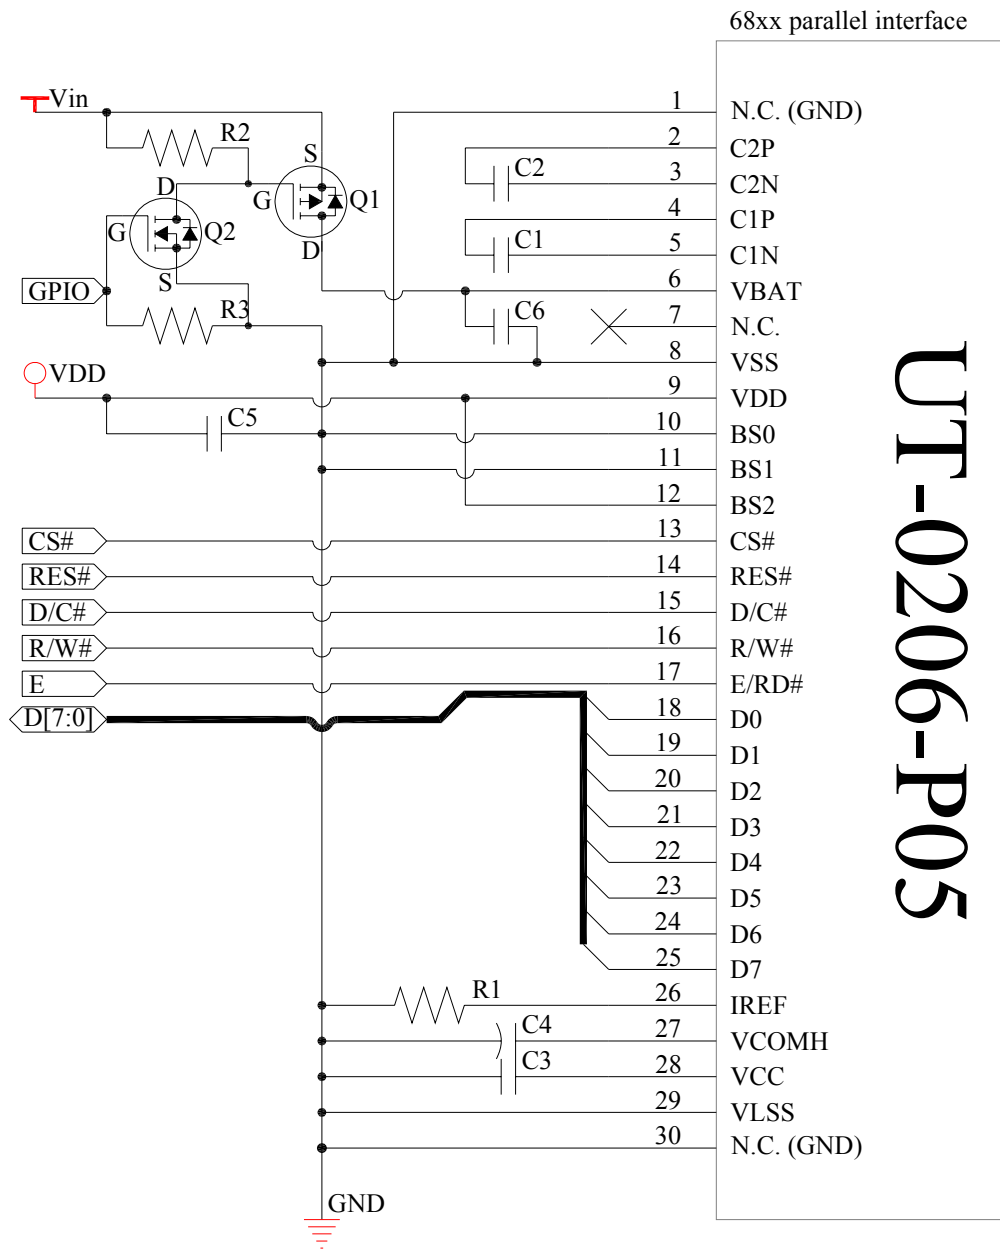 68xx parallel interface
Vin
R2
S
D
G
Q1
G
Q2
D
S
GPIO
R3
VDD
C5
C2
C1
C6
1 N.C. (GND)
2 C2P
3 C2N
4 C1P
5 C1N
6 VBAT
7 N.C.
8 VSS
9 VDD
10 BS0
11 BS1
12 BS2
CS# 13 CS#
RES# 14 RES#
D/C# 15 D/C#
R/W# 16 R/W#
E 17 E/RD#
D[7:0] 18 D0
19 D1
20 D2
21 D3
22 D4
23 D5
24 D6
25 D7
R1 26 IREF
C4 27 VCOMH
C3 28 VCC
29 VLSS
30 N.C. (GND)
GND
UT-0206-P05